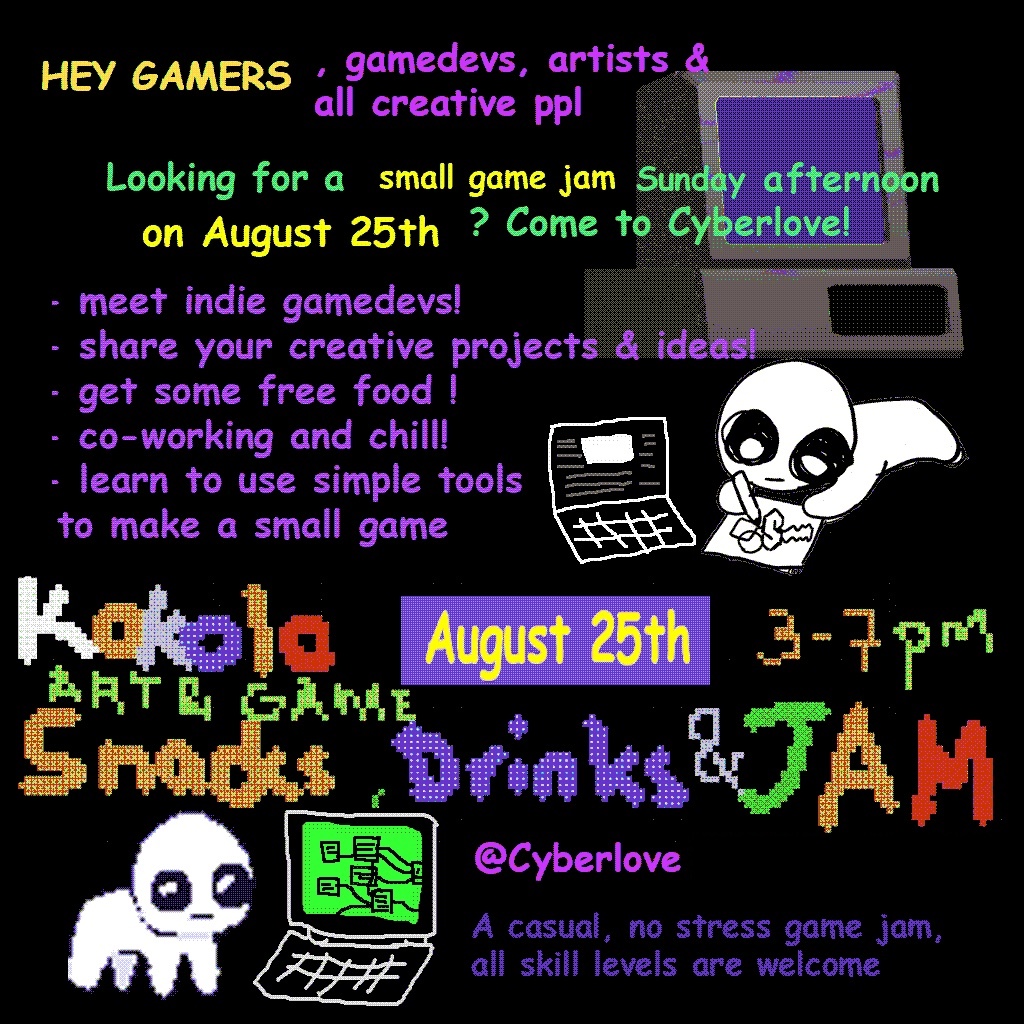 HEY GAMERS , gamedevs, artists &
all creative ppl
Looking for a small game jam Sunday afternoon
on August 25th ? Come to Cyberlove!
- meet indie gamedevs!
- share your creative projects & ideas!
- get some free food !
- co-working and chill!
- learn to use simple tools
to make a small game
Kokola August 25th 3-7pm
ART & GAME
Snacks, Drinks & JAM
@Cyberlove
A casual, no stress game jam,
all skill levels are welcome